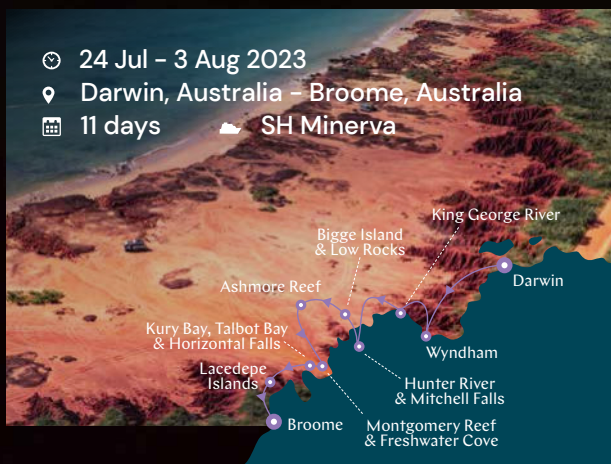 24 Jul – 3 Aug 2023
Darwin, Australia – Broome, Australia
11 days
SH Minerva
King George River
Bigge Island
& Low Rocks
Ashmore Reef
Darwin
Kury Bay, Talbot Bay
& Horizontal Falls
Wyndham
Lacedepe
Islands
Hunter River
& Mitchell Falls
Broome
Montgomery Reef
& Freshwater Cove